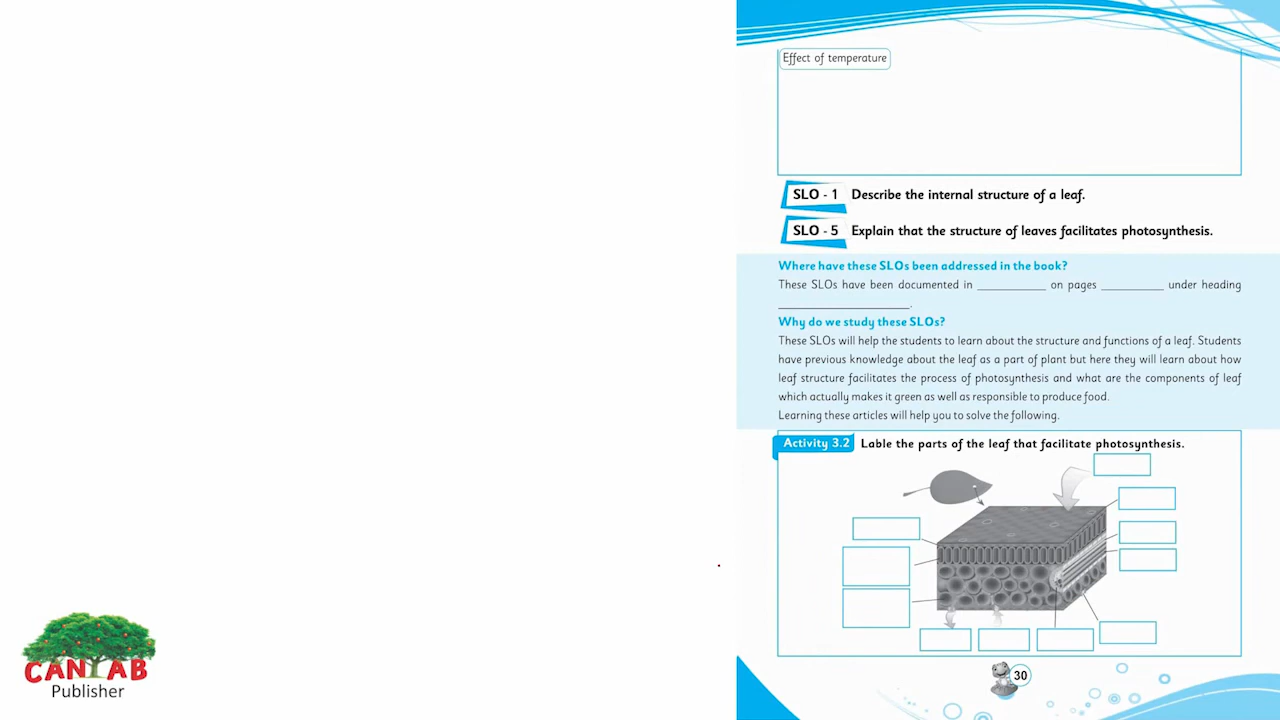 Effect of temperature
SLO - 1 Describe the internal structure of a leaf.
SLO - 5 Explain that the structure of leaves facilitates photosynthesis.
Where have these SLOs been addressed in the book?
These SLOs have been documented in ____________ on pages ___________ under heading
_______________________.
Why do we study these SLOs?
These SLOs will help the students to learn about the structure and functions of a leaf. Students
have previous knowledge about the leaf as a part of plant but here they will learn about how
leaf structure facilitates the process of photosynthesis and what are the components of leaf
which actually makes it green as well as responsible to produce food.
Learning these articles will help you to solve the following.
Activity 3.2 Lable the parts of the leaf that facilitate photosynthesis.
30
CANTAB
Publisher